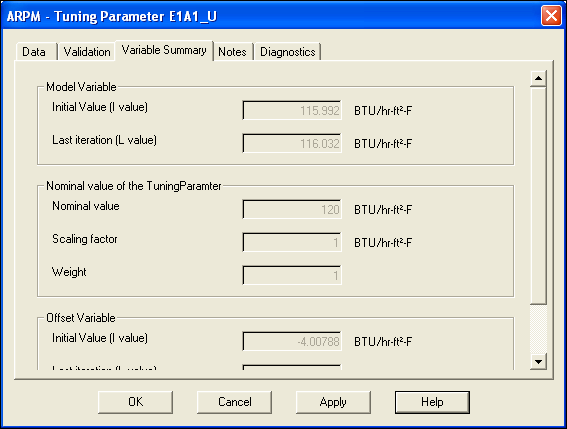 ARPM - Tuning Parameter E1A1_U
Data Validation Variable Summary Notes Diagnostics
Model Variable
Initial Value (I value) 115.992 BTU/hr-ft²-F
Last iteration (L value) 116.032 BTU/hr-ft²-F
Nominal value of the TuningParamter
Nominal value 120 BTU/hr-ft²-F
Scaling factor 1 BTU/hr-ft²-F
Weight 1
Offset Variable
Initial Value (I value) -4.00788 BTU/hr-ft²-F
Last iteration (L value)
OK Cancel Apply Help